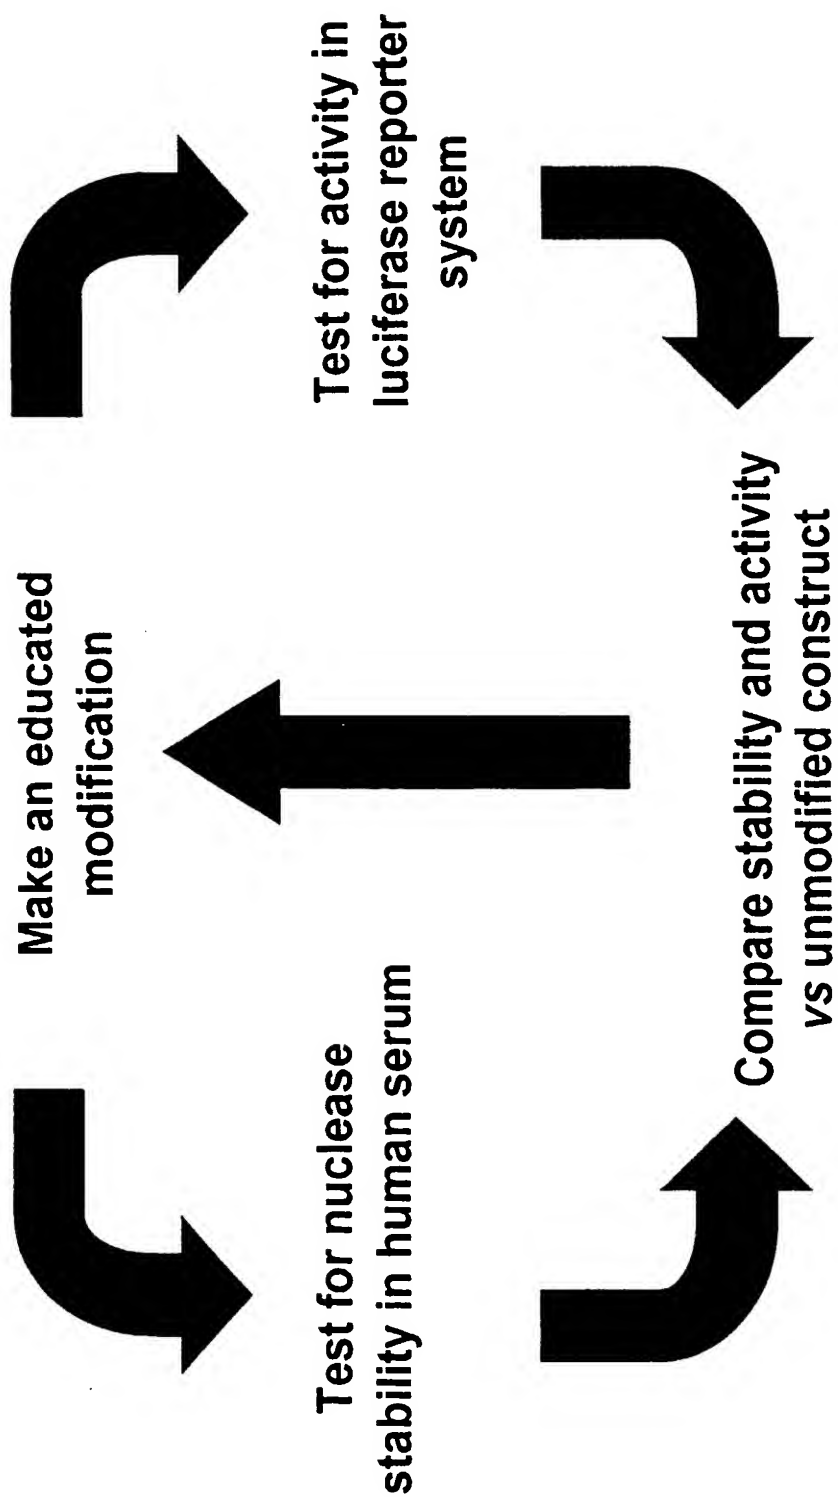 Make an educated
modification
Test for nuclease
stability in human serum
Test for activity in
luciferase reporter
system
Compare stability and activity
vs unmodified construct